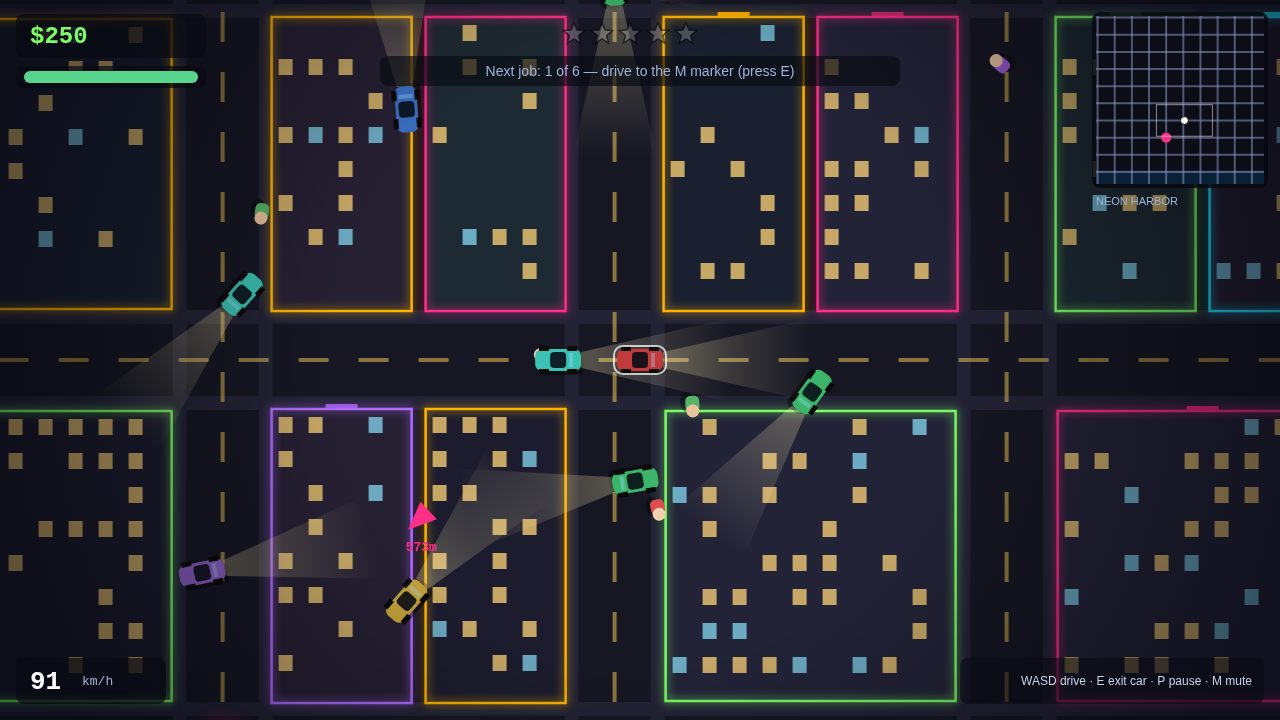 $250
Next job: 1 of 6 — drive to the M marker (press E)
NEON HARBOR
573m
91 km/h
WASD drive · E exit car · P pause · M mute